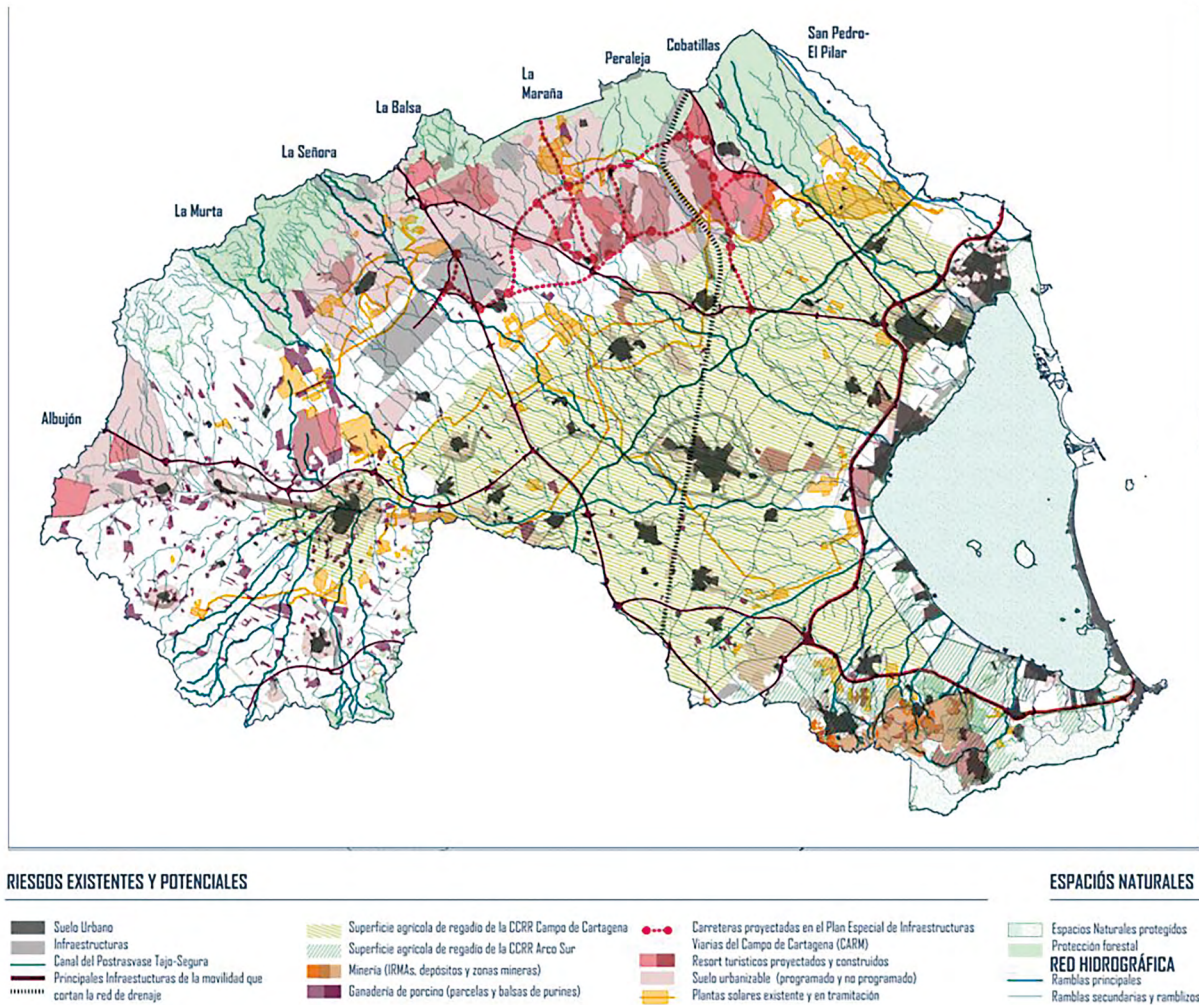 San Pedro-
El Pilar
Cobatillas
Peraleja
La
Maraña
La Balsa
La Señora
La Murta
Albujón
RIESGOS EXISTENTES Y POTENCIALES
Suelo Urbano
Infraestructuras
Canal del Postrasvase Tajo-Segura
Principales Infraestucturas de la movilidad que
cortan la red de drenaje
Superficie agrícola de regadío de la CCRR Campo de Cartagena
Superficie agrícola de regadío de la CCRR Arco Sur
Minería (IRMAs, depósitos y zonas mineras)
Ganadería de porcino (parcelas y balsas de purines)
Carreteras proyectadas en el Plan Especial de Infraestructuras
Viarias del Campo de Cartagena (CARM)
Resort turísticos proyectados y construidos
Suelo urbanizable (programado y no programado)
Plantas solares existente y en tramitación
ESPACIÓS NATURALES
Espacios Naturales protegidos
Protección forestal
RED HIDROGRÁFICA
Ramblas principales
Ramblas secundarias y ramblizo